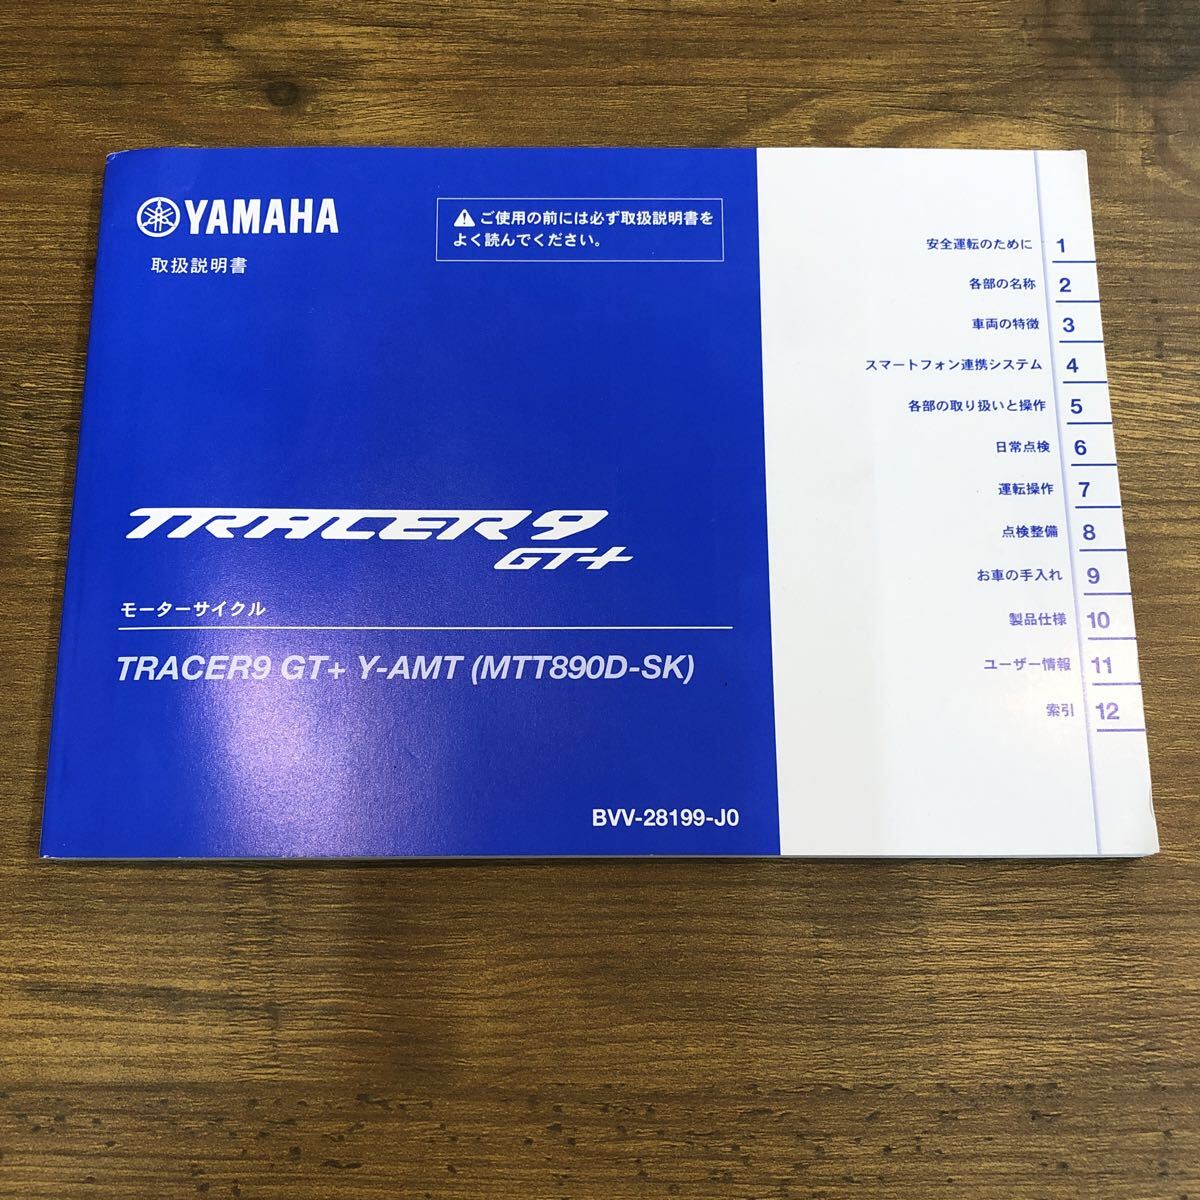 YAMAHA
取扱説明書
⚠ ご使用の前には必ず取扱説明書を
よく読んでください。
安全運転のために 1
各部の名称 2
車両の特徴 3
スマートフォン連携システム 4
各部の取り扱いと操作 5
日常点検 6
運転操作 7
点検整備 8
お車の手入れ 9
製品仕様 10
ユーザー情報 11
索引 12
TRACER9
GT+
モーターサイクル
TRACER9 GT+ Y-AMT (MTT890D-SK)
BVV-28199-J0